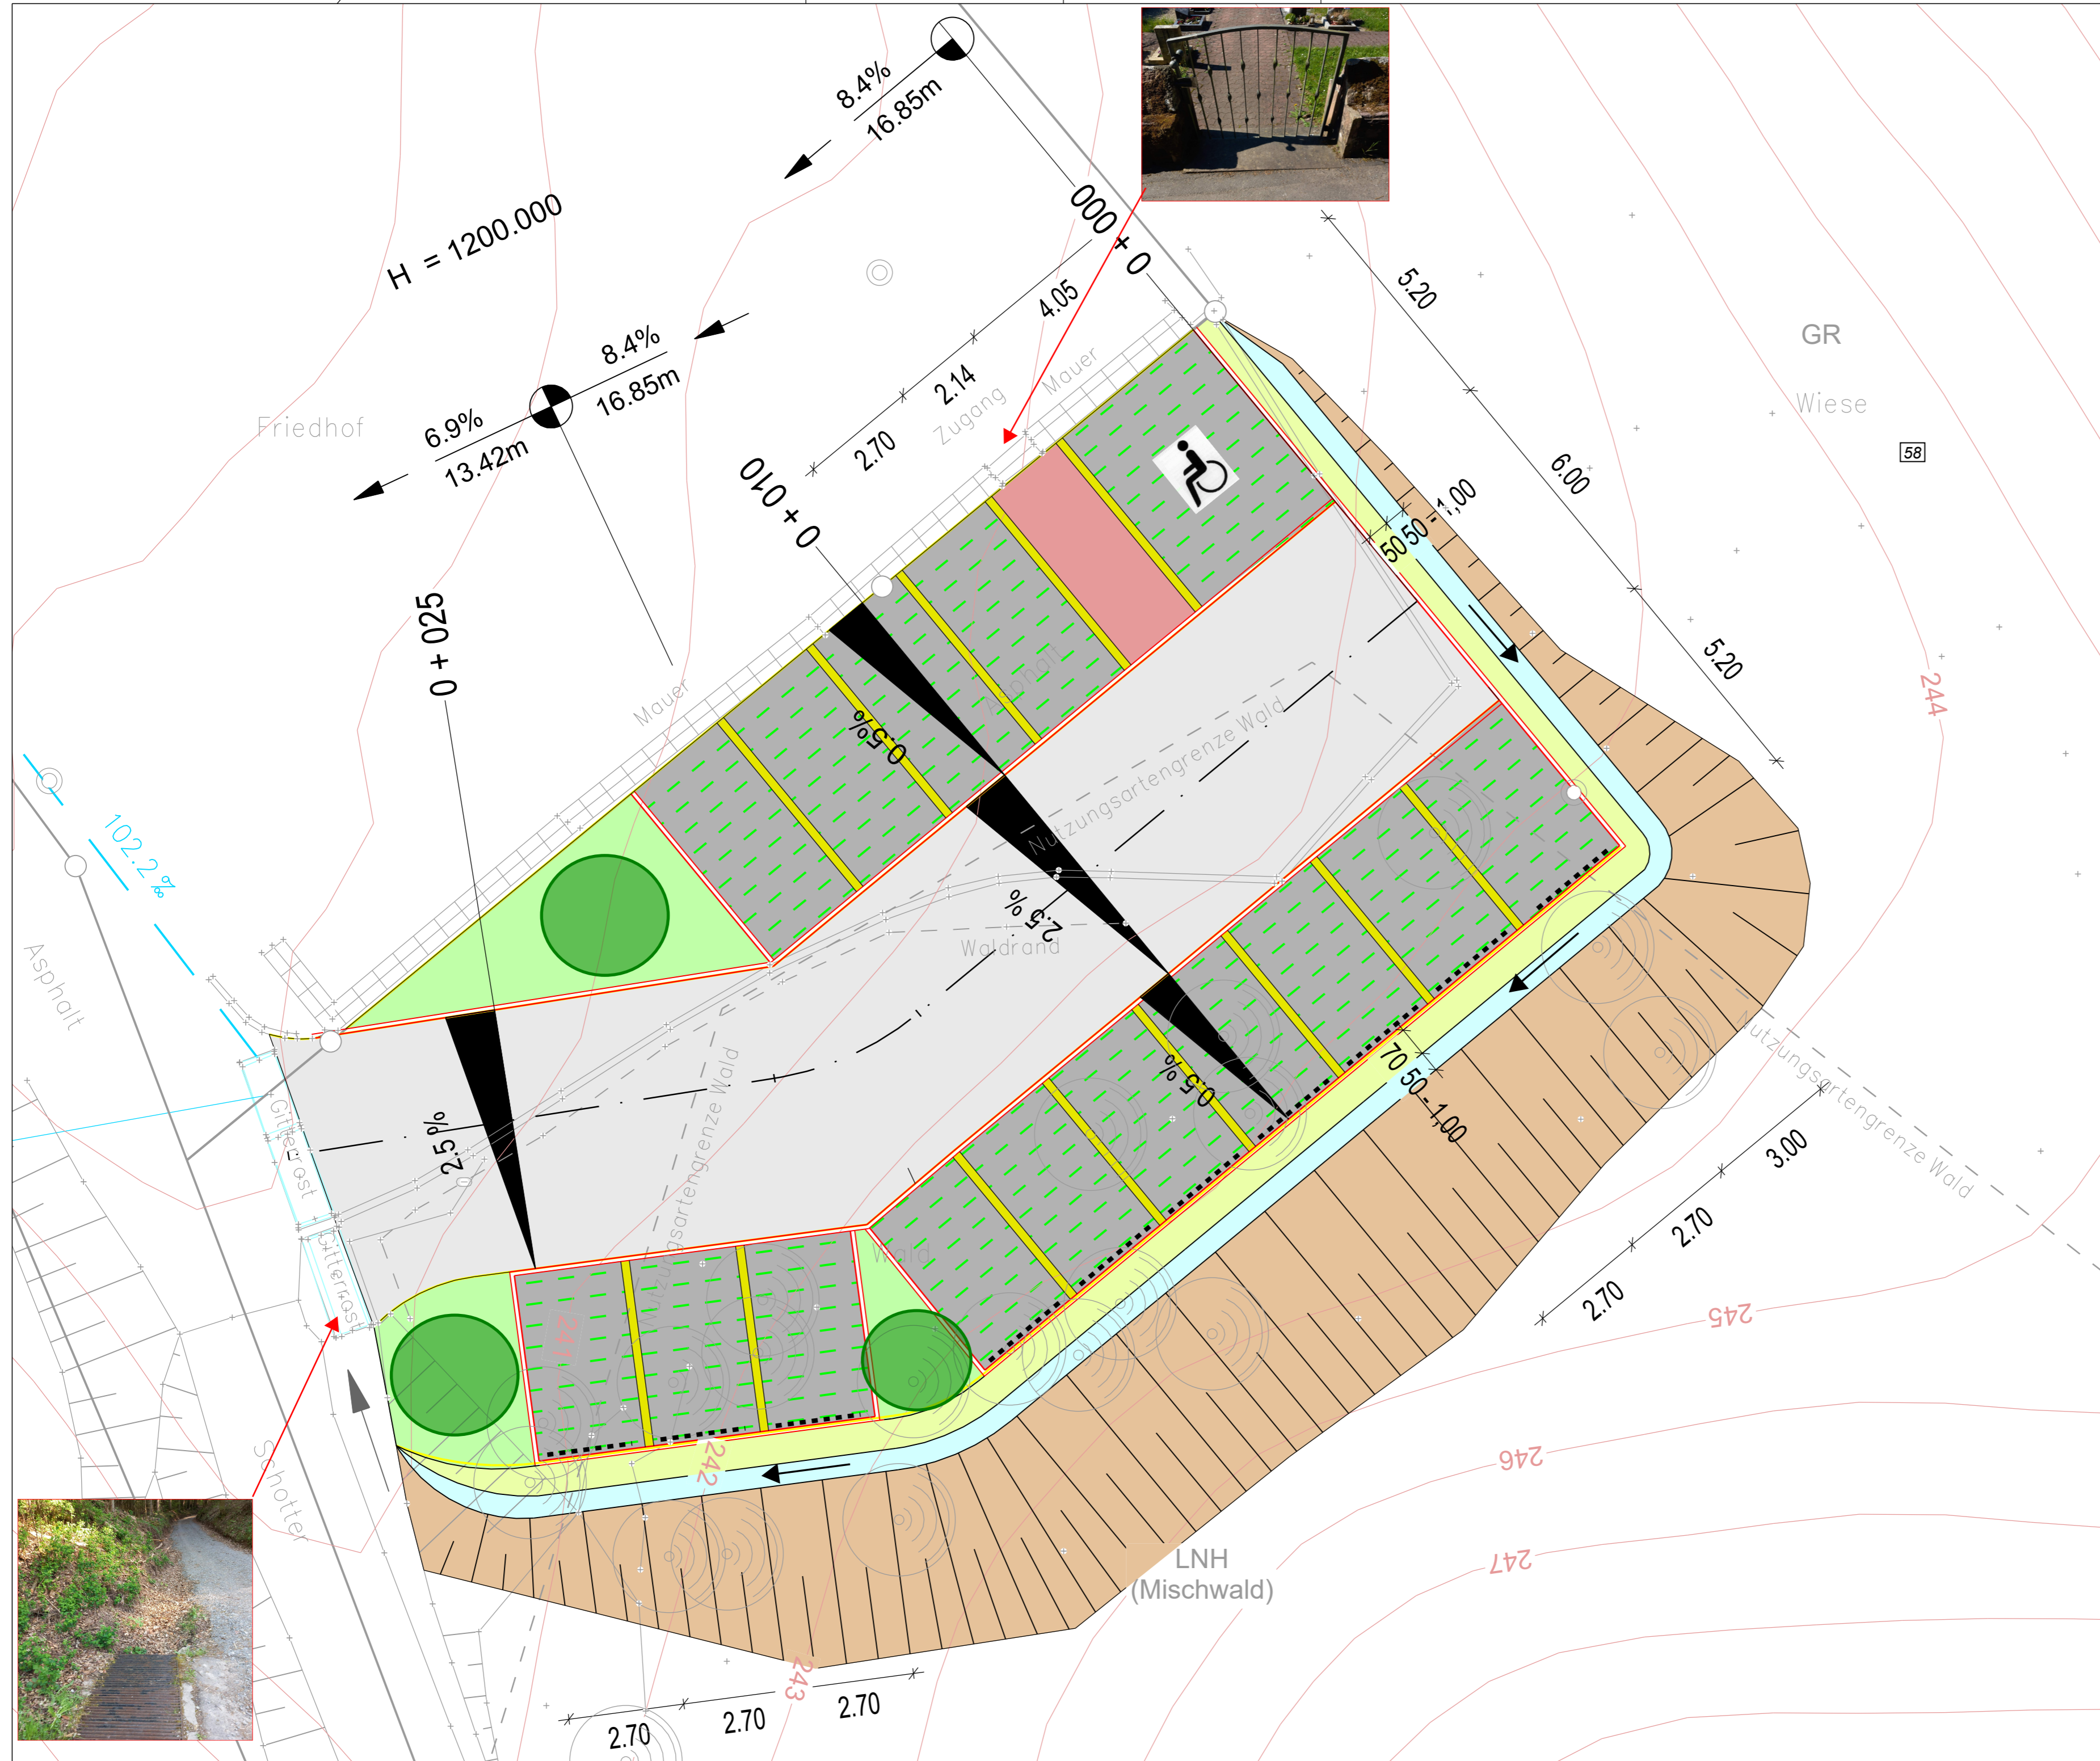 8.4%
16.85m
H = 1200.000
0 + 000
5.20
4.05
8.4%
16.85m
GR
2.14
Mauer
Wiese
Zugang
6.9%
13.42m
Friedhof
2.70
58
6.00
0 + 010
50
50 - 1,00
0 + 025
5.20
244
Asphalt
Mauer
0.5%
Nutzungsartengrenze Wald
102.2%
2.5 %
Waldrand
Asphalt
Nutzungsartengrenze Wald
70
50 - 1,00
0.5 %
2.5 %
Gitterrost
Nutzungsartengrenze Wald
3.00
2.70
2.70
Gitterrost
Wald
241
245
242
246
Schotter
LNH
(Mischwald)
247
243
2.70
2.70
2.70